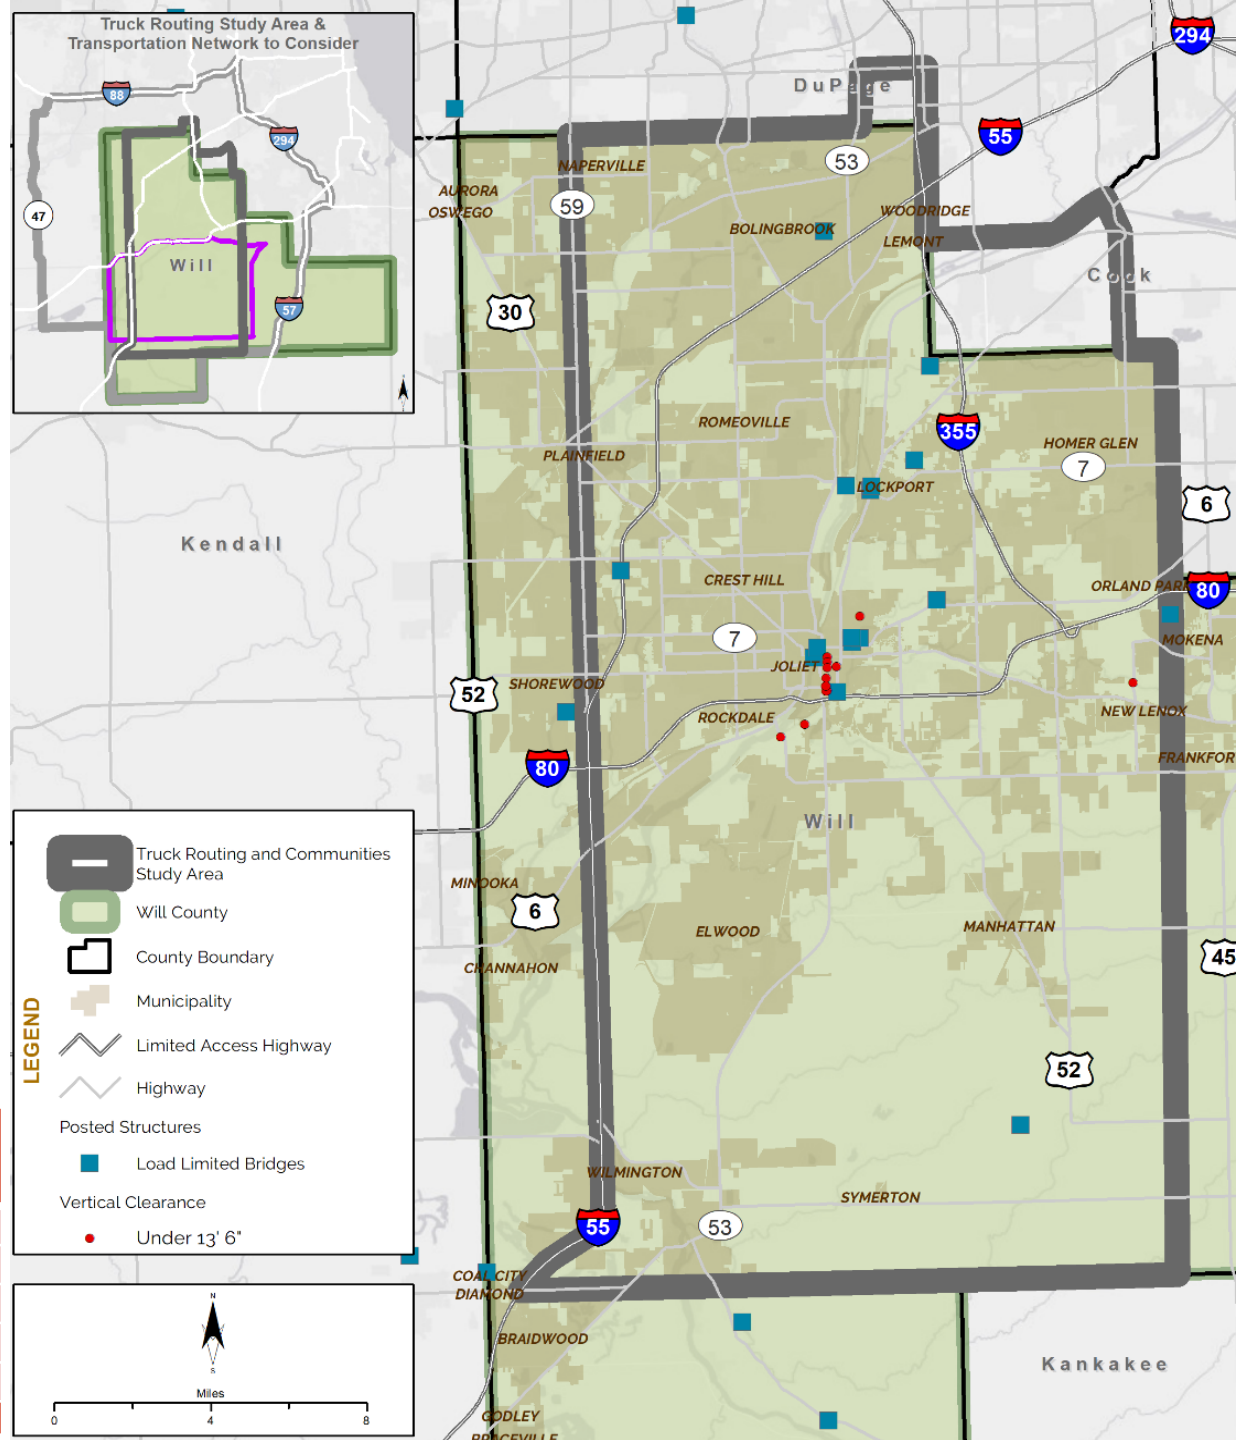 Truck Routing Study Area &
Transportation Network to Consider
88
294
47
Will
57
294
DuPage
55
53
NAPERVILLE
AURORA
OSWEGO
59
WOODRIDGE
BOLINGBROOK
LEMONT
Cook
30
ROMEOVILLE
355
HOMER GLEN
PLAINFIELD
7
LOCKPORT
6
Kendall
CREST HILL
ORLAND PARK
80
7
MOKENA
JOLIET
SHOREWOOD
52
ROCKDALE
NEW LENOX
FRANKFOR
80
Will
MINOOKA
6
ELWOOD
MANHATTAN
45
CHANNAHON
52
WILMINGTON
SYMERTON
55
53
COAL CITY
DIAMOND
BRAIDWOOD
Kankakee
GODLEY
BRACEVILLE
LEGEND
Truck Routing and Communities
Study Area
Will County
County Boundary
Municipality
Limited Access Highway
Highway
Posted Structures
Load Limited Bridges
Vertical Clearance
Under 13' 6"
N
S
Miles
0
4
8